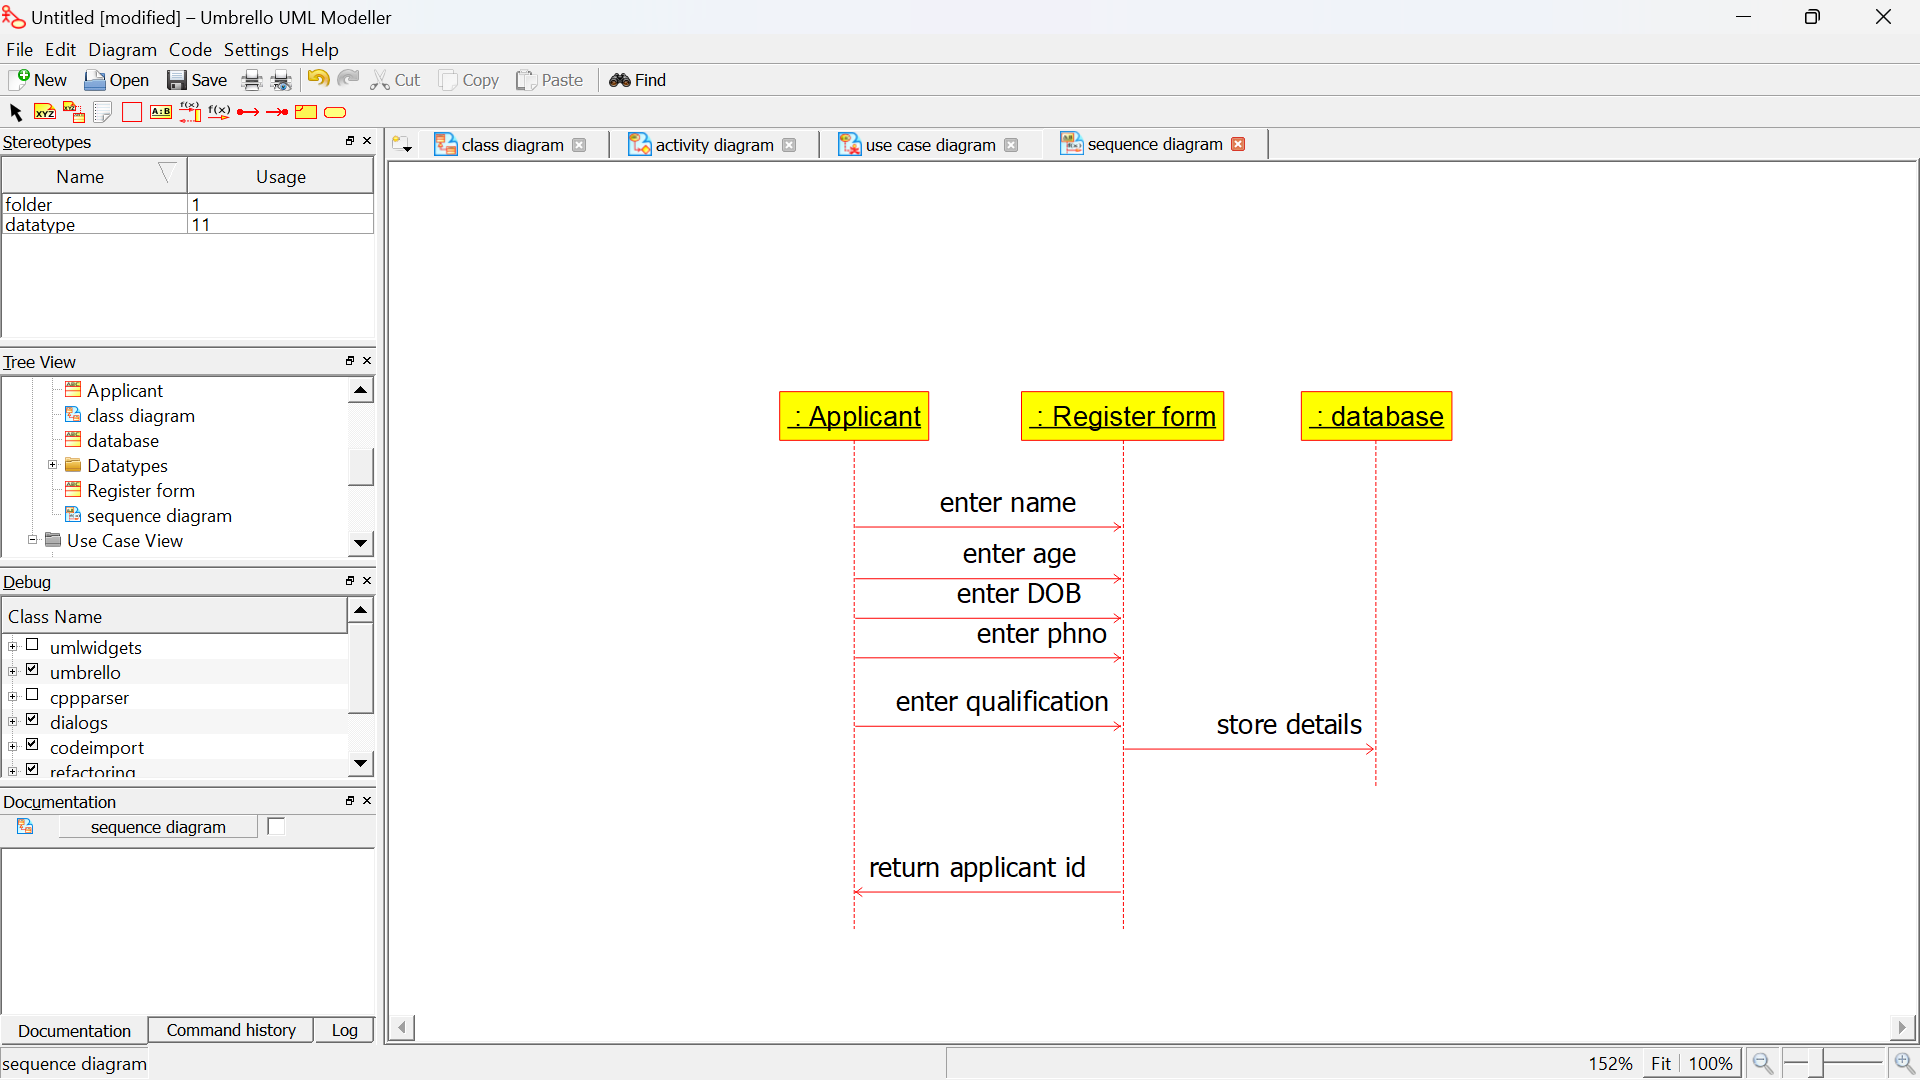 Untitled [modified] – Umbrello UML Modeller
File Edit Diagram Code Settings Help
New Open Save Cut Copy Paste Find
XYZ XYZ A:B f(x) f(x)
Stereotypes
class diagram activity diagram use case diagram sequence diagram
Name Usage
folder 1
datatype 11
Tree View
Applicant
class diagram
database
Datatypes
Register form
sequence diagram
Use Case View
Debug
Class Name
umlwidgets
umbrello
cppparser
dialogs
codeimport
refactoring
Documentation
sequence diagram
Documentation Command history Log
: Applicant : Register form : database
enter name
enter age
enter DOB
enter phno
enter qualification
store details
return applicant id
sequence diagram 152% Fit 100%